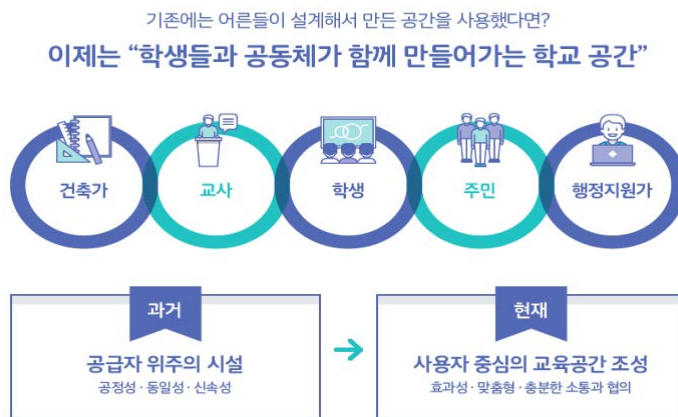 기존에는 어른들이 설계해서 만든 공간을 사용했다면?
이제는 “학생들과 공동체가 함께 만들어가는 학교 공간”
건축가
교사
학생
주민
행정지원가
과거
공급자 위주의 시설
공정성 · 동일성 · 신속성
현재
사용자 중심의 교육공간 조성
효과성 · 맞춤형 · 충분한 소통과 협의